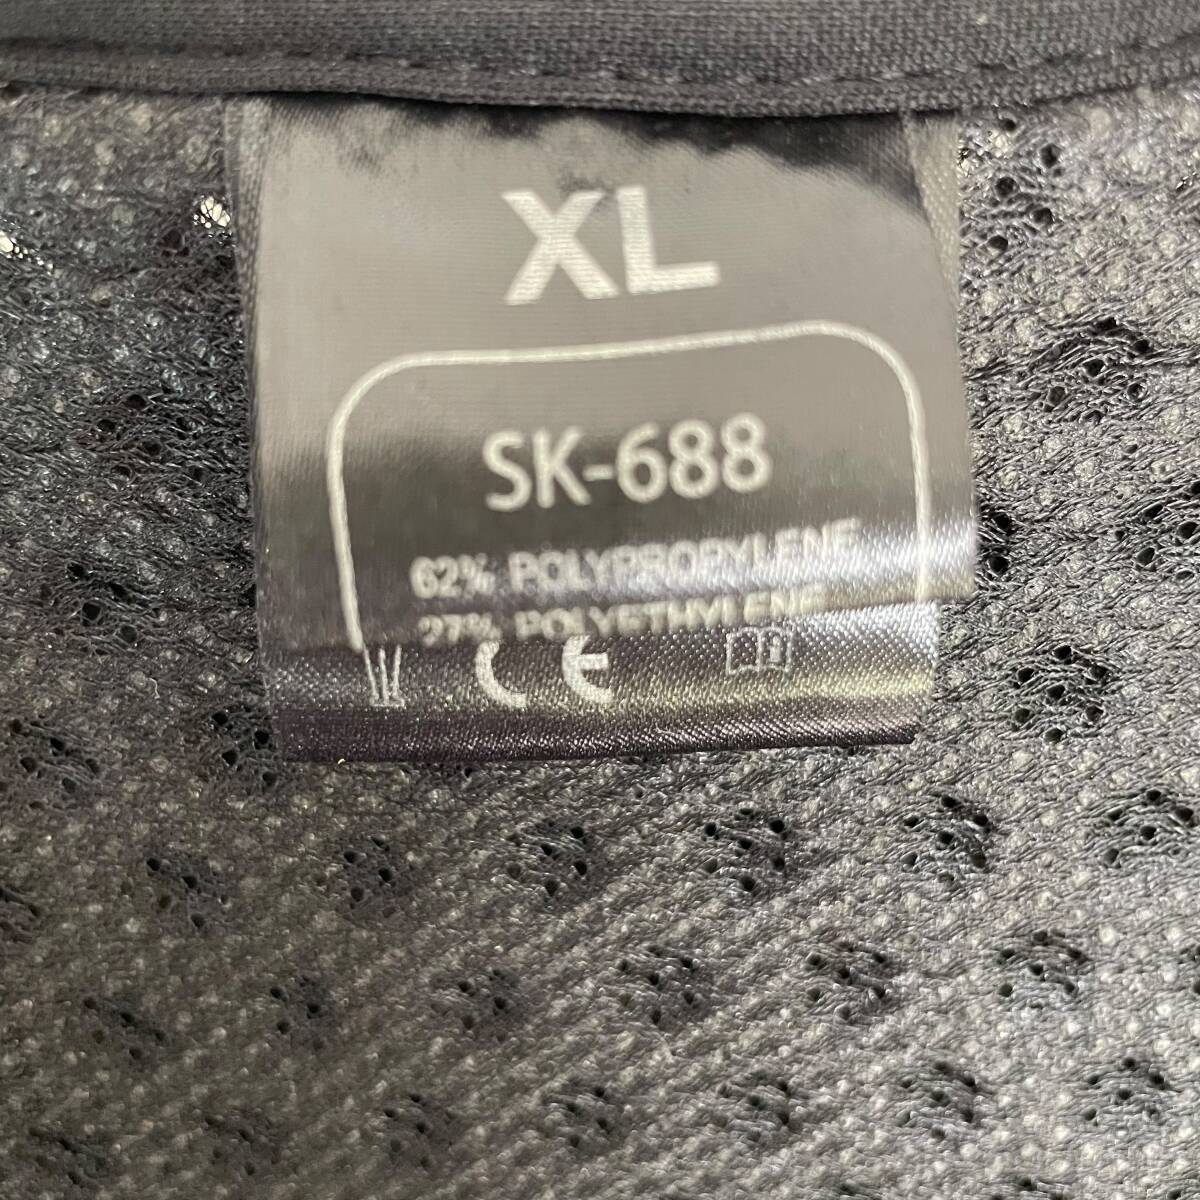 XL
SK-688
62% POLYPROPYLENE
27% POLYETHYLENE
CE